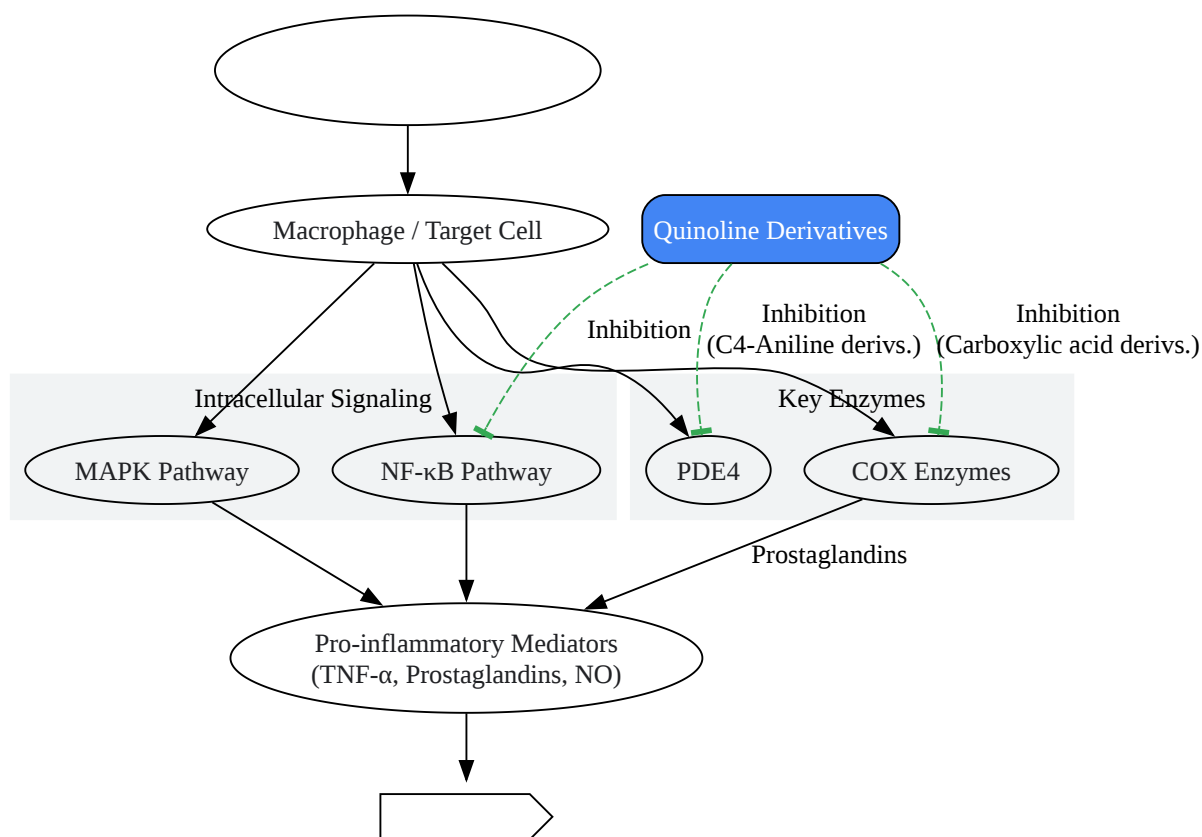 Macrophage / Target Cell
Quinoline Derivatives
Inhibition
Inhibition
(C4-Aniline derivs.)
Inhibition
(Carboxylic acid derivs.)
Intracellular Signaling
Key Enzymes
MAPK Pathway
NF-κB Pathway
PDE4
COX Enzymes
Prostaglandins
Pro-inflammatory Mediators
(TNF-α, Prostaglandins, NO)